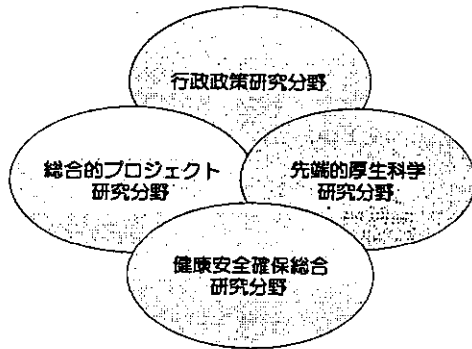 行政政策研究分野
総合的プロジェクト
研究分野
先端的厚生科学
研究分野
健康安全確保総合
研究分野